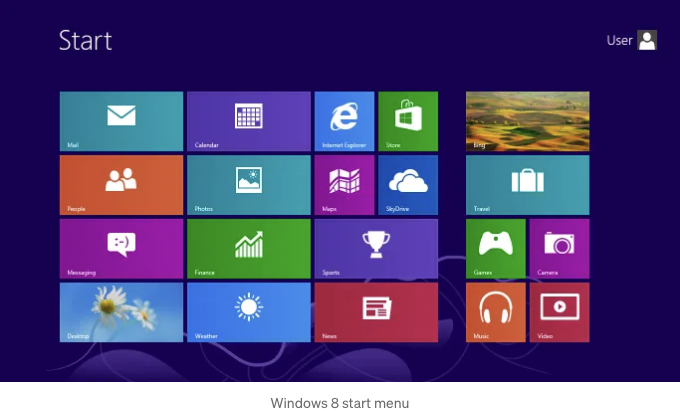 Start
User
Mail
Calendar
Internet Explorer
Store
Bing
People
Photos
Maps
SkyDrive
Travel
Messaging
:-)
Finance
Sports
Games
Camera
Desktop
Weather
News
Music
Video
Windows 8 start menu